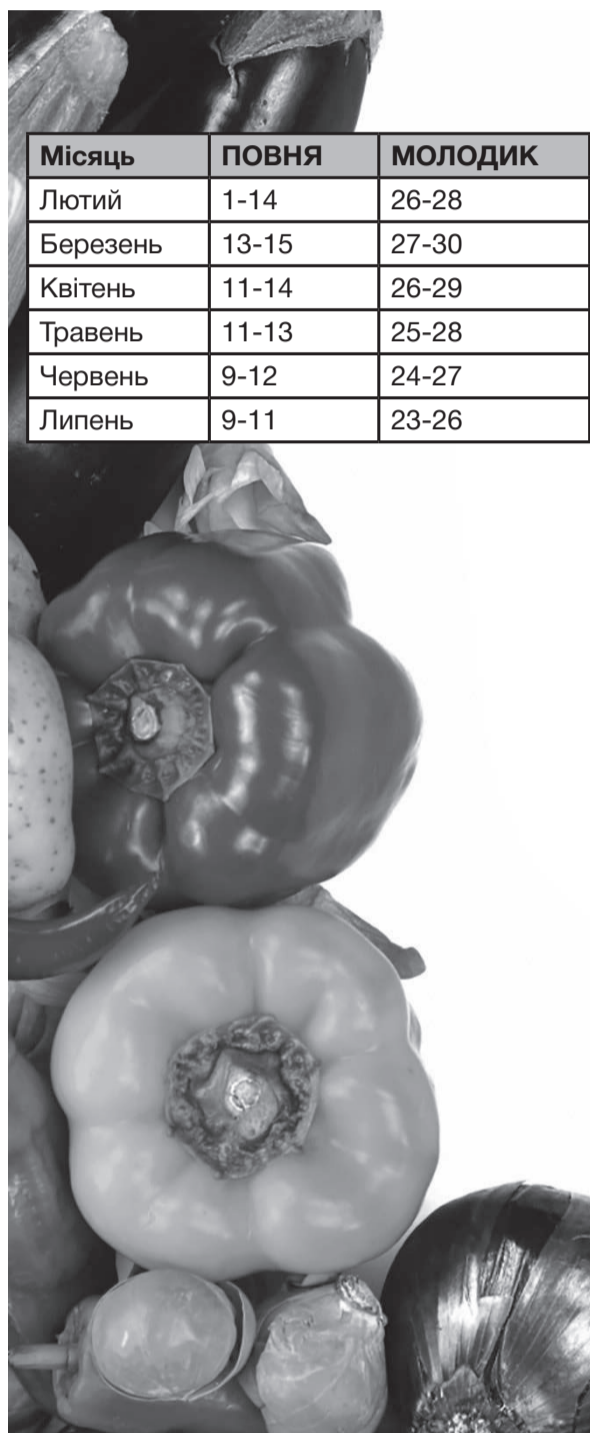 Місяць ПОВНЯ МОЛОДИК
Лютий 1-14 26-28
Березень 13-15 27-30
Квітень 11-14 26-29
Травень 11-13 25-28
Червень 9-12 24-27
Липень 9-11 23-26